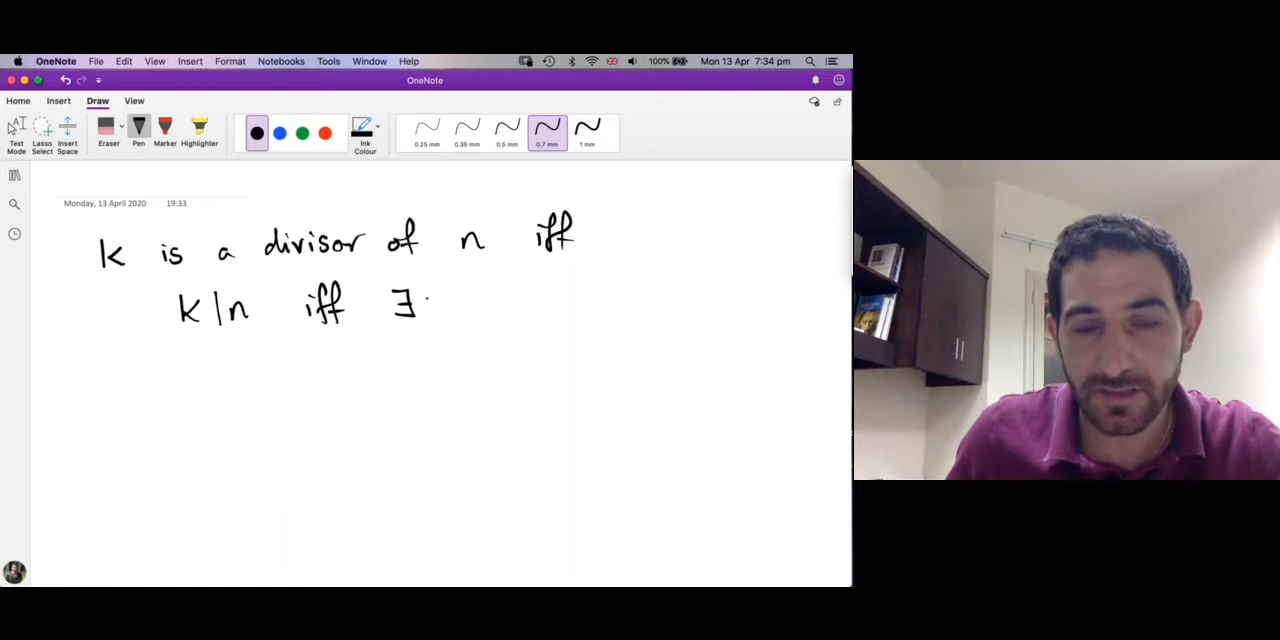 OneNote File Edit View Insert Format Notebooks Tools Window Help 100% Mon 13 Apr 7:34 pm
OneNote
Home Insert Draw View
Text Mode Lasso Select Insert Space Eraser Pen Marker Highlighter Ink Colour 0.25 mm 0.35 mm 0.5 mm 0.7 mm 1 mm
Monday, 13 April 2020 19:33
k is a divisor of n iff
k | n iff ∃